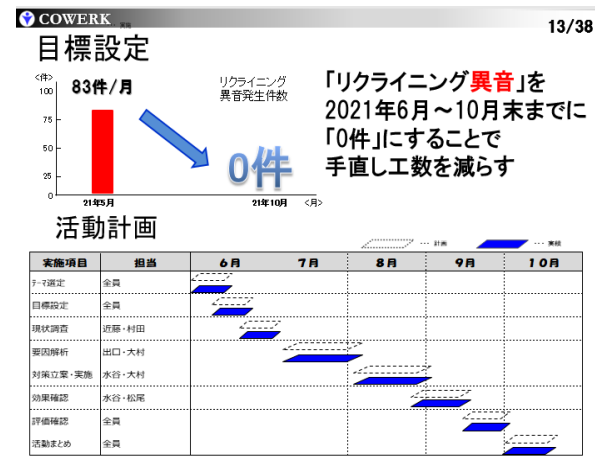 COWERK
実施
13/38
目標設定
<件>
100
75
50
25
0
83件/月
リクライニング
異音発生件数
0件
21年5月
21年10月
<月>
「リクライニング異音」を
2021年6月～10月末までに
「0件」にすることで
手直し工数を減らす
活動計画
… 計画
… 実績
実施項目 担当 6月 7月 8月 9月 10月
テーマ選定 全員
目標設定 全員
現状調査 近藤・村田
要因解析 出口・大村
対策立案・実施 水谷・大村
効果確認 水谷・松尾
評価確認 全員
活動まとめ 全員